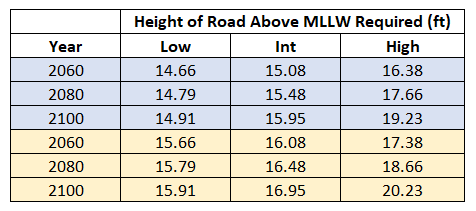 Height of Road Above MLLW Required (ft)
Year Low Int High
2060 14.66 15.08 16.38
2080 14.79 15.48 17.66
2100 14.91 15.95 19.23
2060 15.66 16.08 17.38
2080 15.79 16.48 18.66
2100 15.91 16.95 20.23